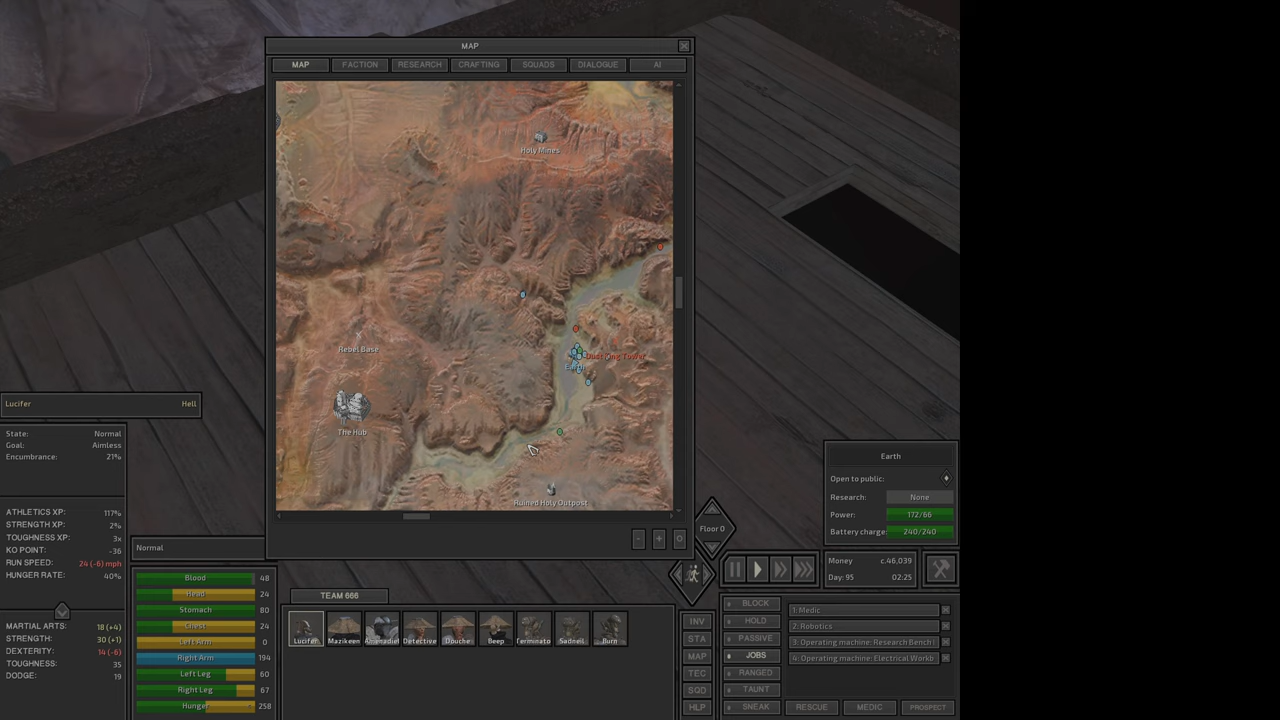 MAP
MAP FACTION RESEARCH CRAFTING SQUADS DIALOGUE AI
Holy Mines
Rebel Base
Earth
The Hub
Ruined Holy Outpost
Lucifer Hell
State: Normal
Goal: Aimless
Encumbrance: 21%
ATHLETICS XP: 117%
STRENGTH XP: 2%
TOUGHNESS XP: 3x
KO POINT: -36
RUN SPEED: 24 (-6) mph
HUNGER RATE: 40%
MARTIAL ARTS: 18 (+4)
STRENGTH: 30 (+1)
DEXTERITY: 14 (-6)
TOUGHNESS: 35
DODGE: 19
Normal
Blood 48
Head 24
Stomach 80
Chest 24
Left Arm 0
Right Arm 194
Left Leg 60
Right Leg 67
Hunger 258
TEAM 666
Lucifer Mazikeen Detective Douche Beep Terminato Sadneil Burn
- + O
Floor 0
INV
STA
MAP
TEC
SQD
HLP
BLOCK
HOLD
PASSIVE
JOBS
RANGED
TAUNT
SNEAK
Earth
Open to public:
Research: None
Power: 172/66
Battery charge: 240/240
Money c.46,039
Day: 95 02:25
1: Medic
2: Robotics
3: Operating machine: Research Bench
4: Operating machine: Electrical Workb
RESCUE MEDIC PROSPECT